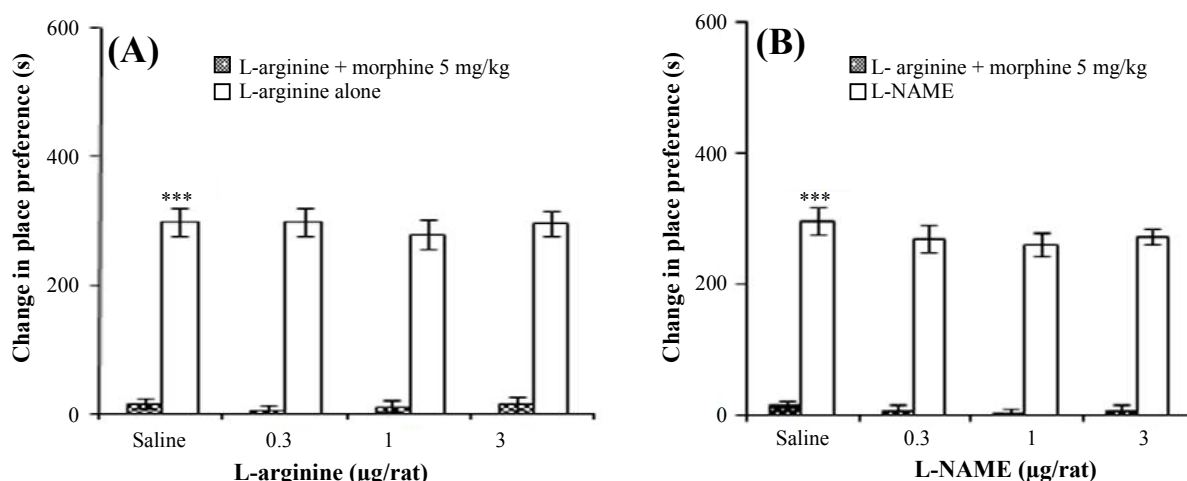 (A)
L-arginine + morphine 5 mg/kg
L-arginine alone
Change in place preference (s)
600
400
200
0
***
Saline 0.3 1 3
L-arginine (µg/rat)
(B)
L- arginine + morphine 5 mg/kg
L-NAME
Change in place preference (s)
600
400
200
0
***
Saline 0.3 1 3
L-NAME (µg/rat)